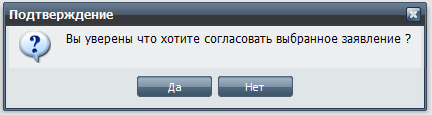 Подтверждение
Вы уверены что хотите согласовать выбранное заявление ?
Да
Нет